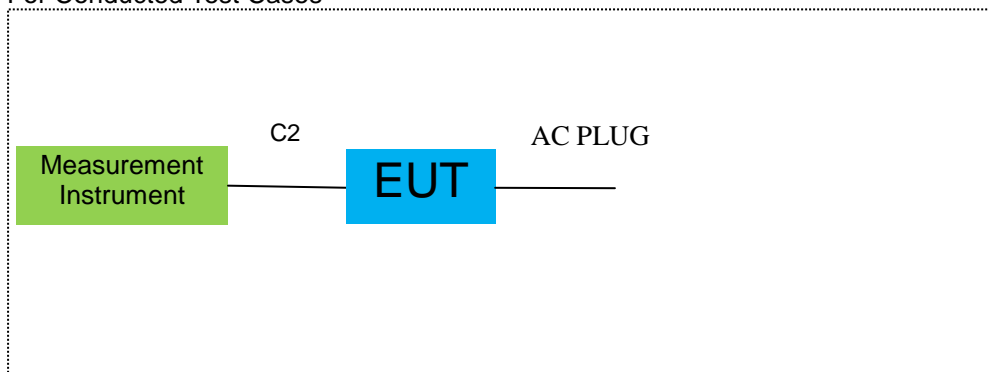 For Conducted Test Cases
C2
AC PLUG
Measurement
Instrument
EUT